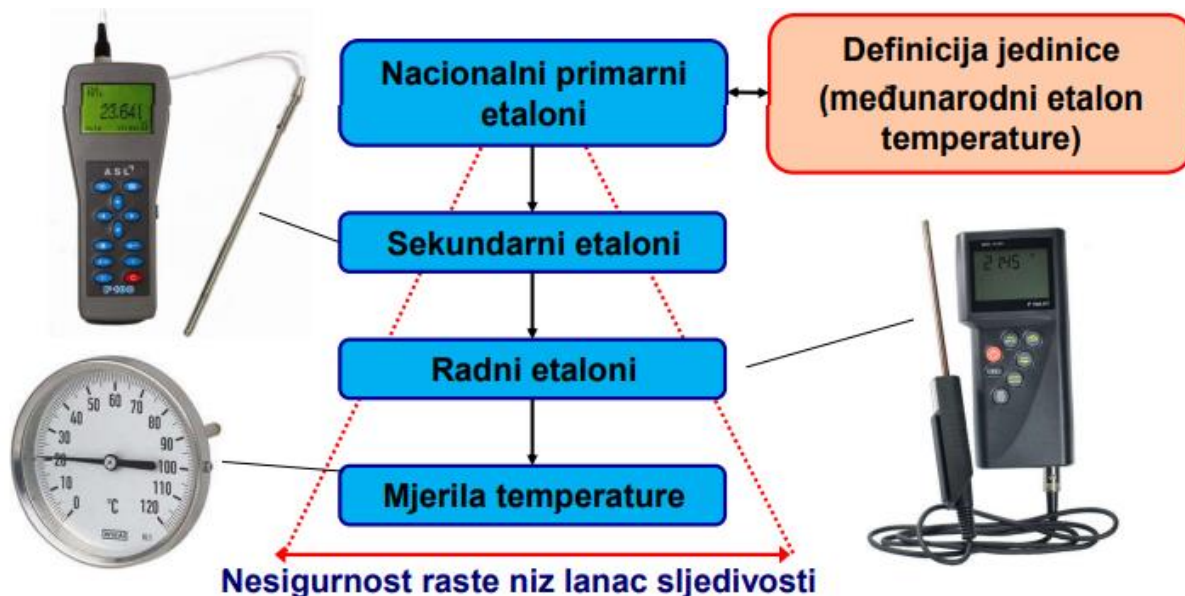 Nacionalni primarni
etaloni
Definicija jedinice
(međunarodni etalon
temperature)
23.641
ASL
Sekundarni etaloni
Radni etaloni
Mjerila temperature
0
10
20
30
40
50
60
70
80
90
100
110
120
°C
WIKA
Nesigurnost raste niz lanac sljedivosti